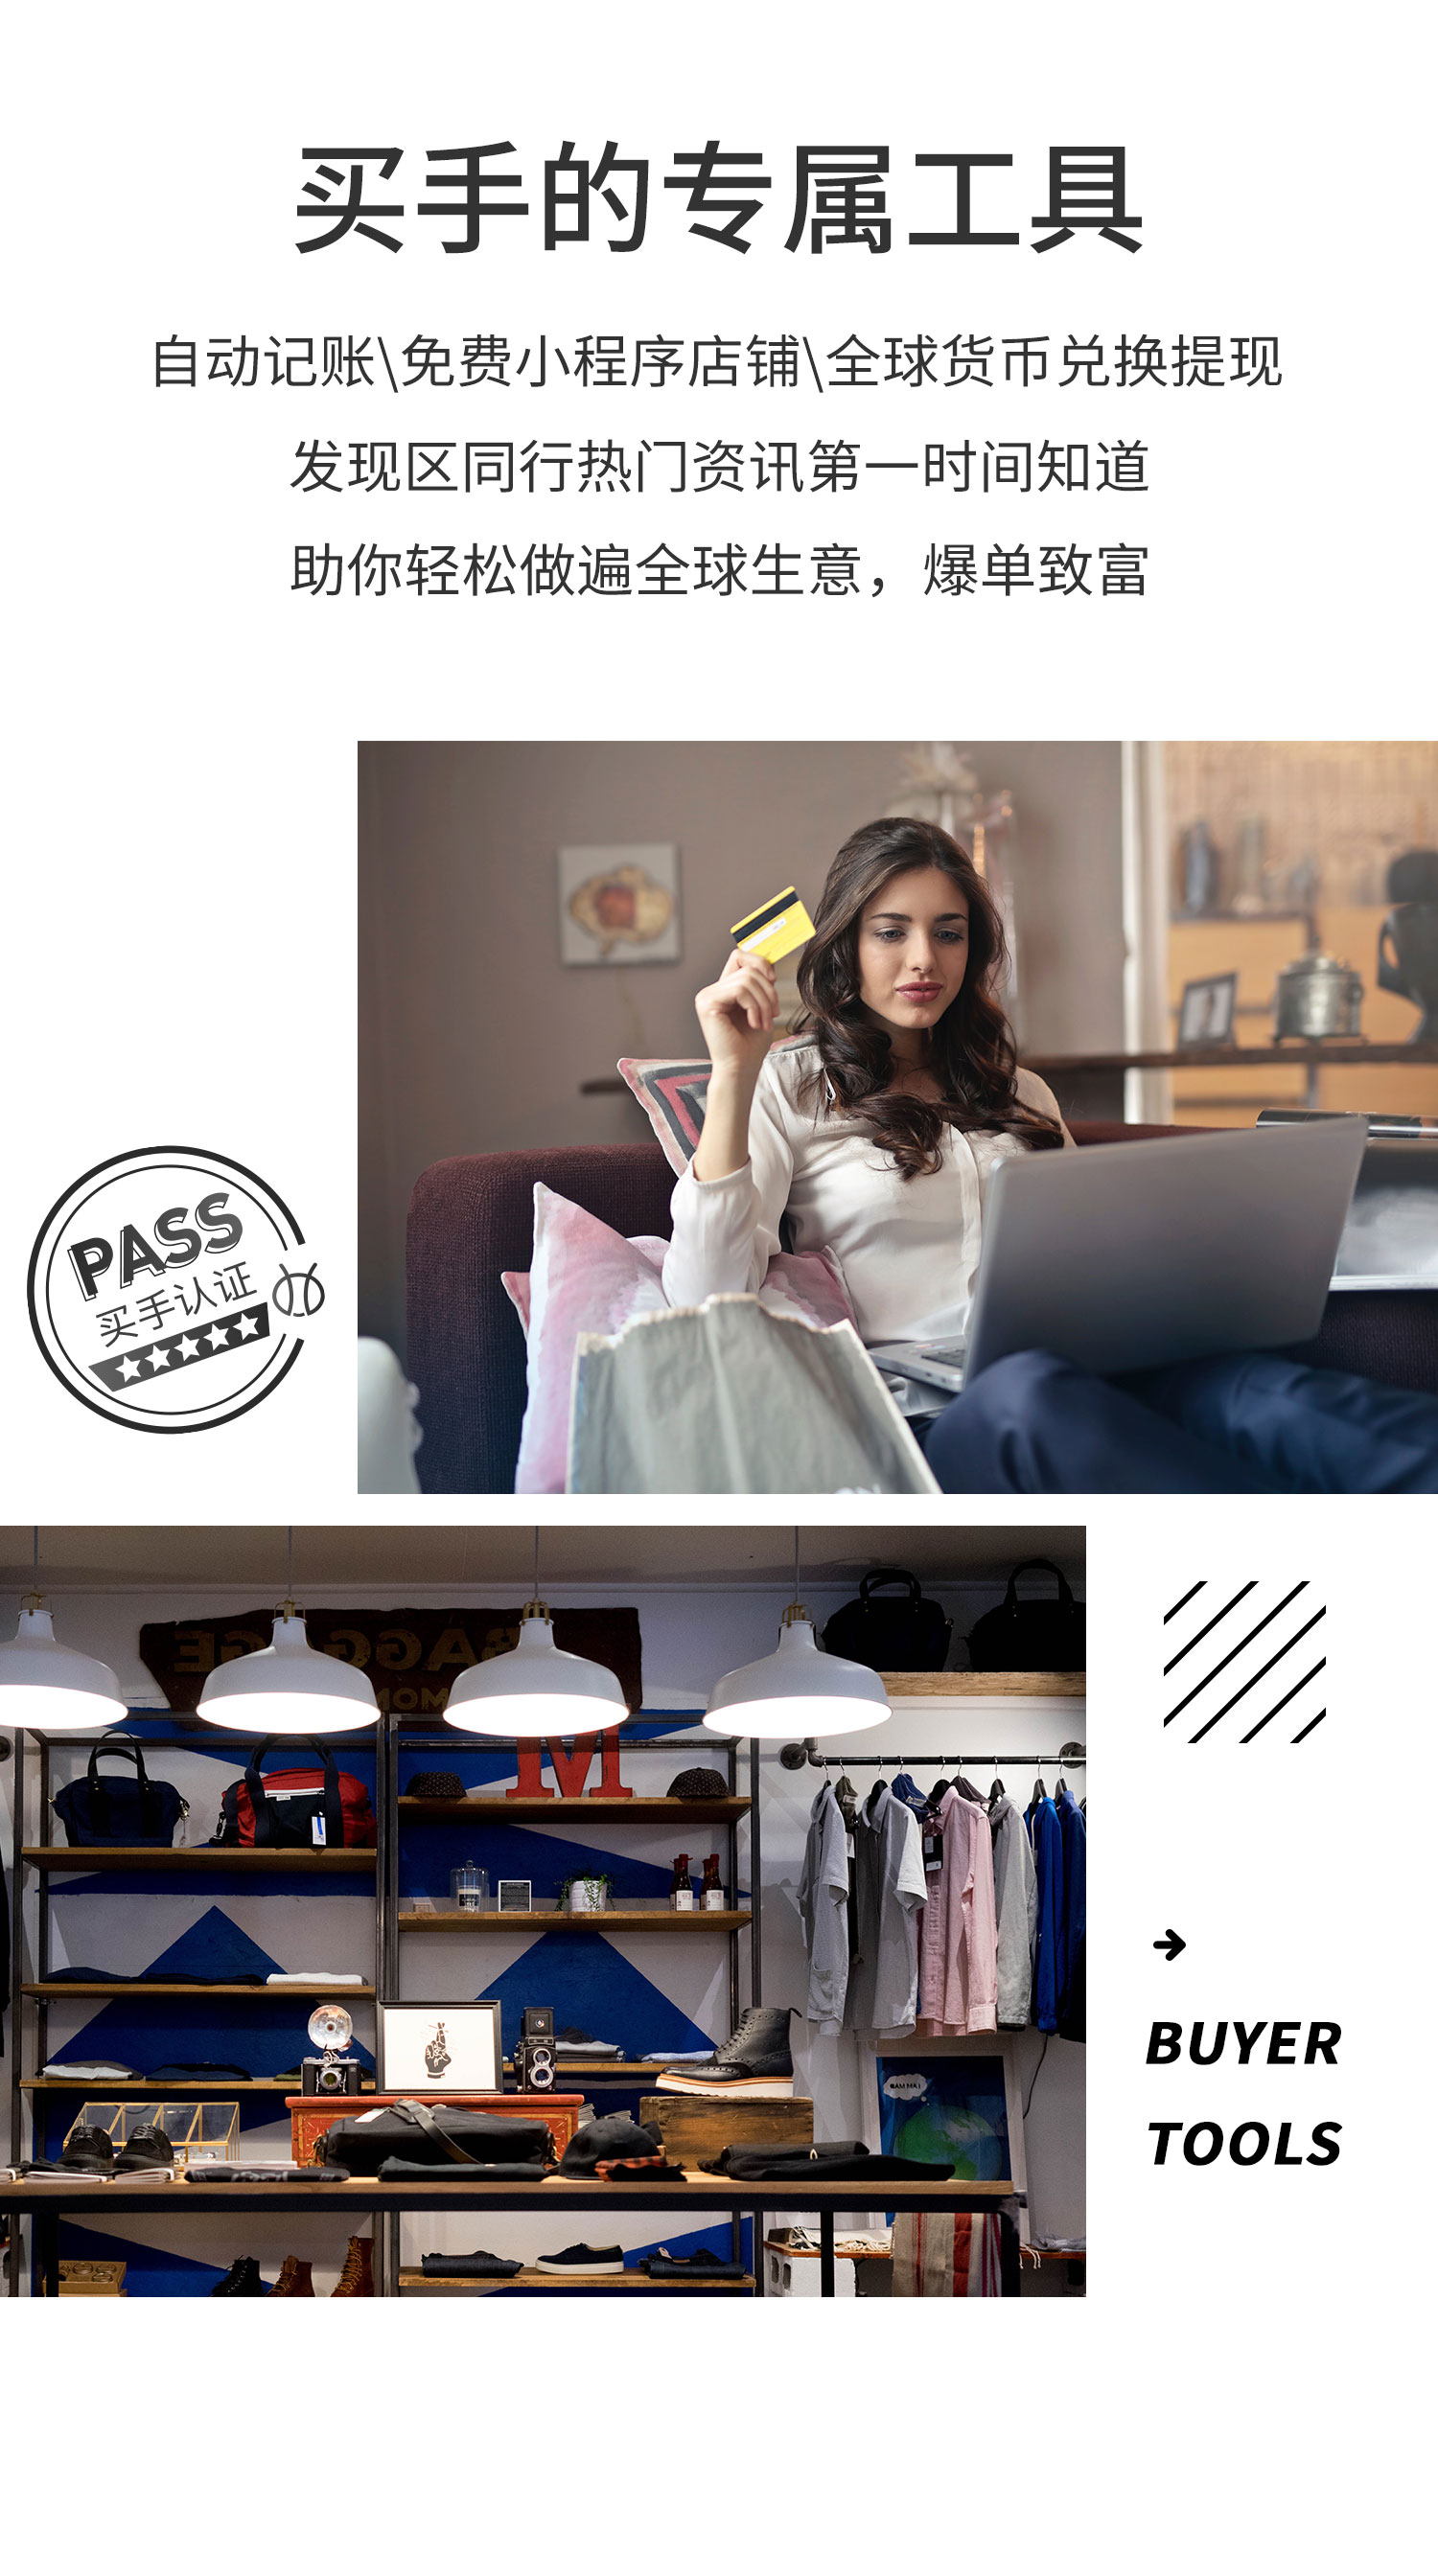 买手的专属工具
自动记账\免费小程序店铺\全球货币兑换提现
发现区同行热门资讯第一时间知道
助你轻松做遍全球生意，爆单致富
PASS
买手认证
M
BUYER
TOOLS